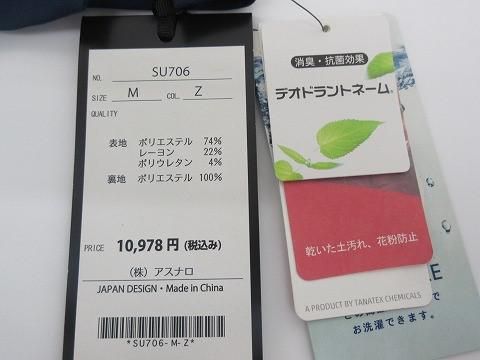 NO. SU706
SIZE M COL. Z
QUALITY
表地 ポリエステル 74%
レーヨン 22%
ポリウレタン 4%
裏地 ポリエステル 100%
PRICE 10,978円 (税込み)
(株) アスナロ
JAPAN DESIGN・Made in China
*SU706-M-Z*
消臭・抗菌効果
デオドラントネーム®
乾いた土汚れ、花粉防止
A PRODUCT BY TANATEX CHEMICALS
お洗濯できます。